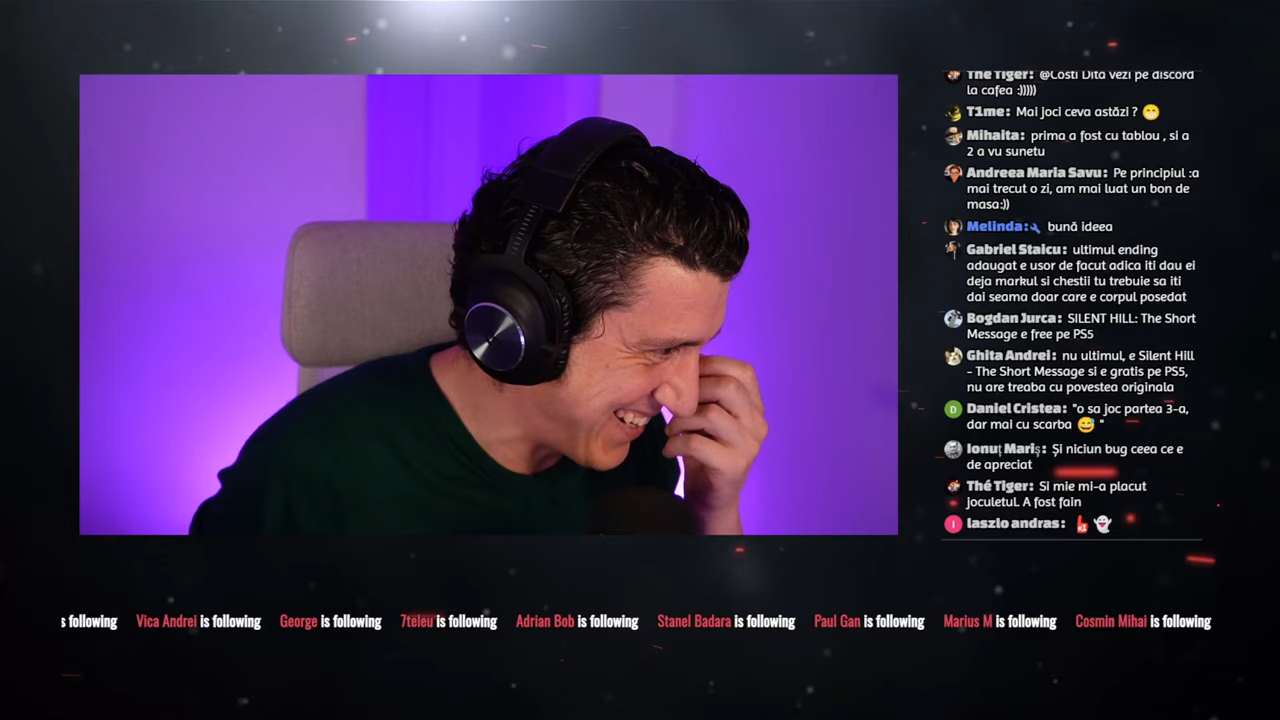 The Tiger: @Costi Dita vezi pe discord
la cafea :)))))
T1me: Mai joci ceva astăzi ? 😁
Mihaita: prima a fost cu tablou , si a
2 a vu sunetu
Andreea Maria Savu: Pe principiul :a
mai trecut o zi, am mai luat un bon de
masa:))
Melinda: bună ideea
Gabriel Staicu: ultimul ending
adaugat e usor de facut adica iti dau ei
deja markul si chestii tu trebuie sa iti
dai seama doar care e corpul posedat
Bogdan Jurca: SILENT HILL: The Short
Message e free pe PS5
Ghita Andrei: nu ultimul, e Silent Hill
- The Short Message si e gratis pe PS5,
nu are treaba cu povestea originala
Daniel Cristea: "o sa joc partea 3-a,
dar mai cu scarba 😅 "
Ionuț Mariș: Și niciun bug ceea ce e
de apreciat
Thé Tiger: Si mie mi-a placut
joculetul. A fost fain
laszlo andras: 👻
s following Vica Andrei is following George is following 7teleu is following Adrian Bob is following Stanel Badara is following Paul Gan is following Marius M is following Cosmin Mihai is following